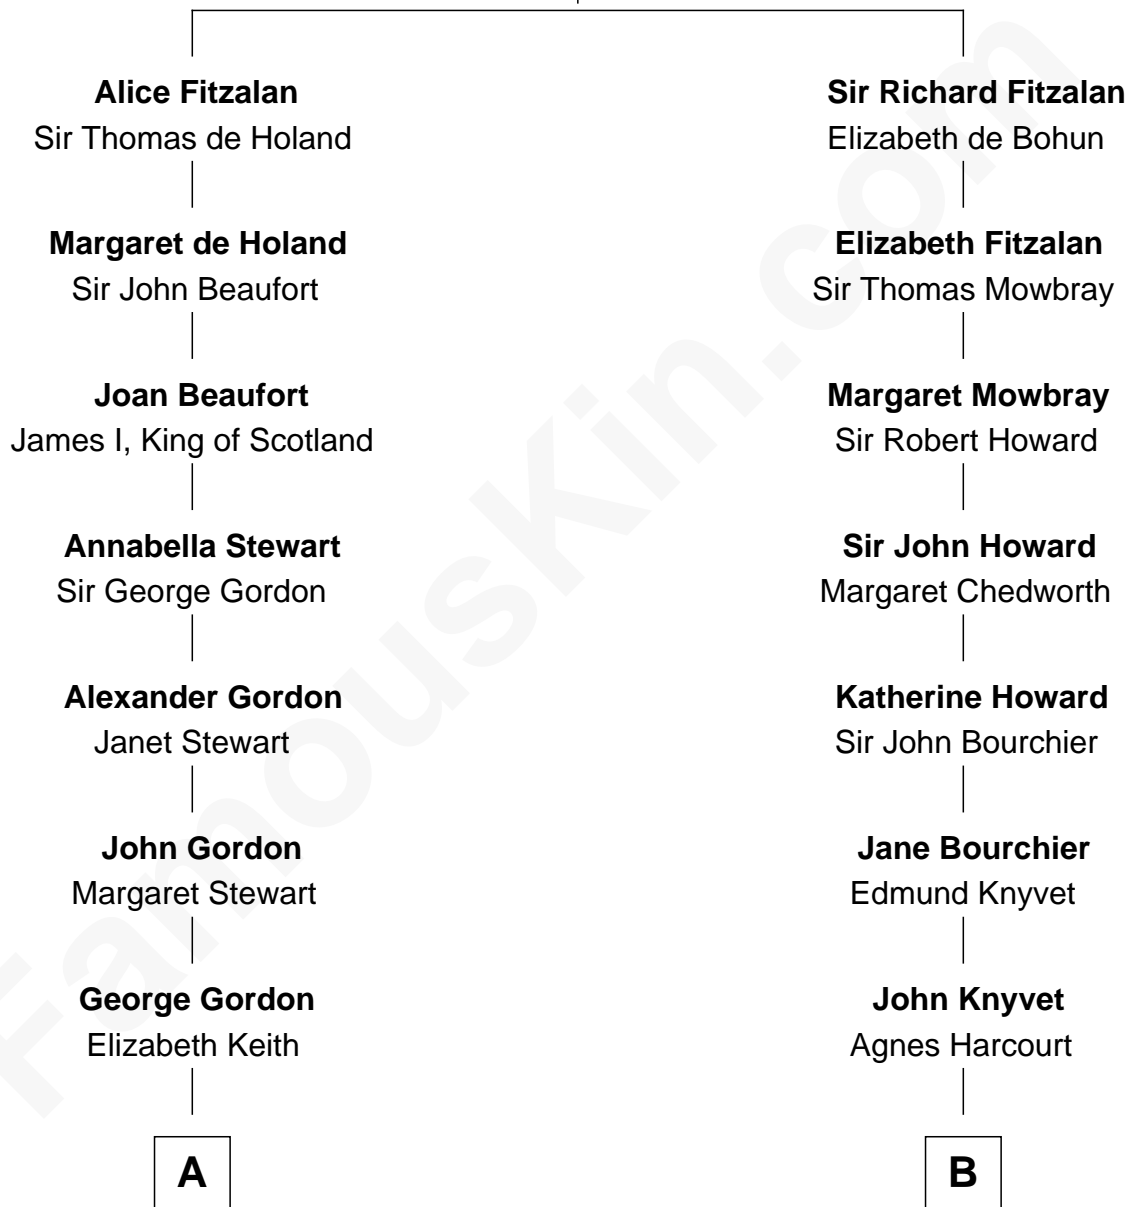 Alice Fitzalan
Sir Thomas de Holand
Margaret de Holand
Sir John Beaufort
Joan Beaufort
James I, King of Scotland
Annabella Stewart
Sir George Gordon
Alexander Gordon
Janet Stewart
John Gordon
Margaret Stewart
George Gordon
Elizabeth Keith
A
Sir Richard Fitzalan
Elizabeth de Bohun
Elizabeth Fitzalan
Sir Thomas Mowbray
Margaret Mowbray
Sir Robert Howard
Sir John Howard
Margaret Chedworth
Katherine Howard
Sir John Bourchier
Jane Bourchier
Edmund Knyvet
John Knyvet
Agnes Harcourt
B
FamousKin.com